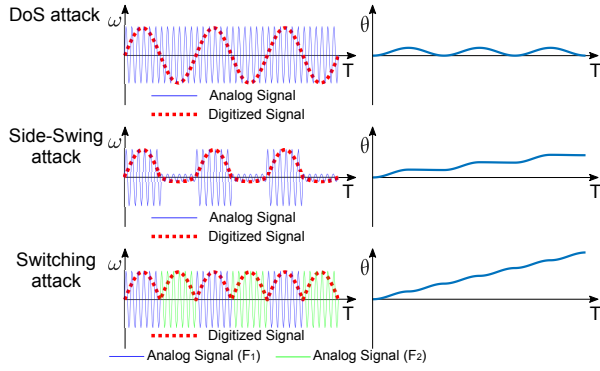 DoS attack
ω
T
θ
T
Analog Signal
Digitized Signal
Side-Swing
attack
ω
T
θ
T
Analog Signal
Digitized Signal
Switching
attack
ω
T
θ
T
Digitized Signal
Analog Signal (F₁)
Analog Signal (F₂)